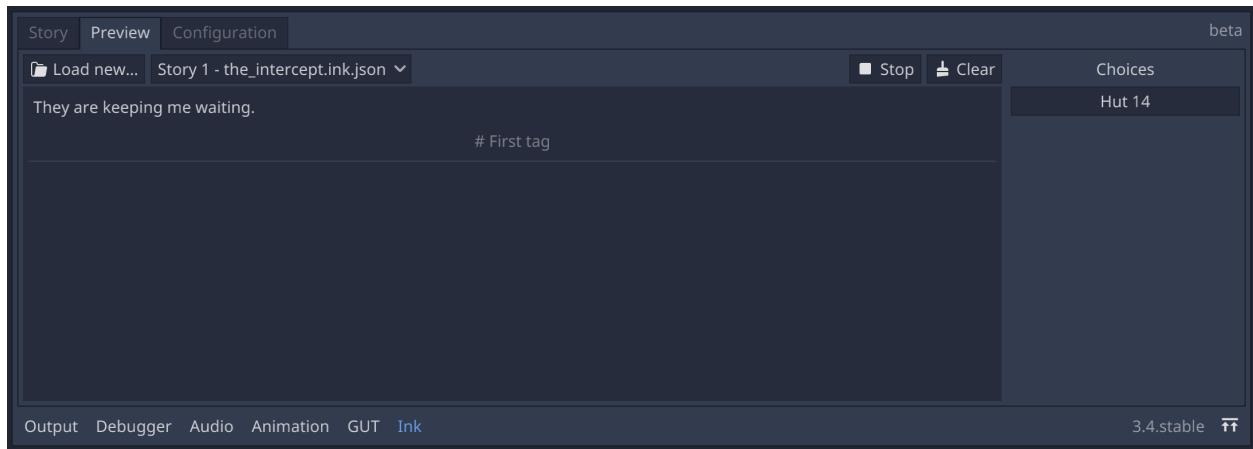 Story Preview Configuration beta
Load new... Story 1 - the_intercept.ink.json Stop Clear Choices
They are keeping me waiting. Hut 14
# First tag
Output Debugger Audio Animation GUT Ink 3.4.stable